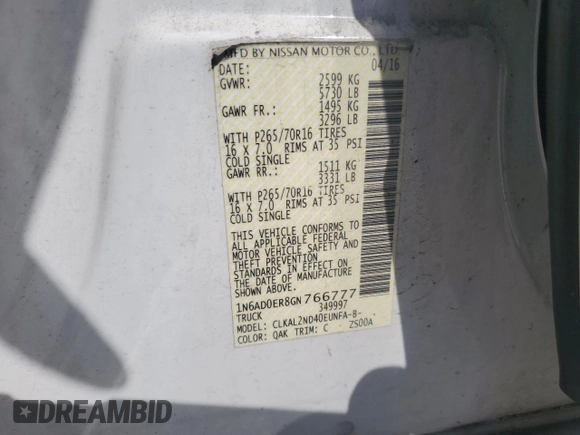 MFD BY NISSAN MOTOR CO., LTD.
DATE: 04/16
GVWR: 2599 KG
5730 LB
GAWR FR.: 1495 KG
3296 LB
WITH P265/70R16 TIRES
16 X 7.0 RIMS AT 35 PSI
COLD SINGLE
GAWR RR.: 1511 KG
3331 LB
WITH P265/70R16 TIRES
16 X 7.0 RIMS AT 35 PSI
COLD SINGLE
THIS VEHICLE CONFORMS TO
ALL APPLICABLE FEDERAL
MOTOR VEHICLE SAFETY AND
THEFT PREVENTION
STANDARDS IN EFFECT ON
THE DATE OF MANUFACTURE
SHOWN ABOVE.
1N6AD0ER8GN766777
TRUCK 349997
MODEL: CLKAL2ND40EUNFA-8-
COLOR: QAK TRIM: C ZS00A
DREAMBID